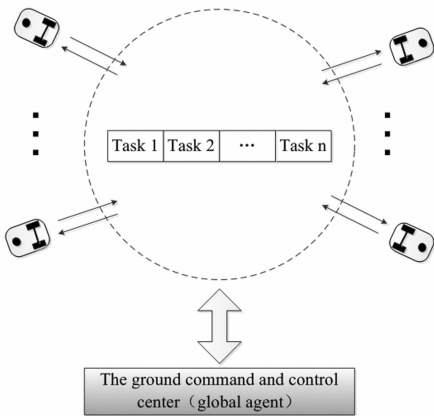 Task 1 Task 2 ··· Task n
The ground command and control
center（global agent）